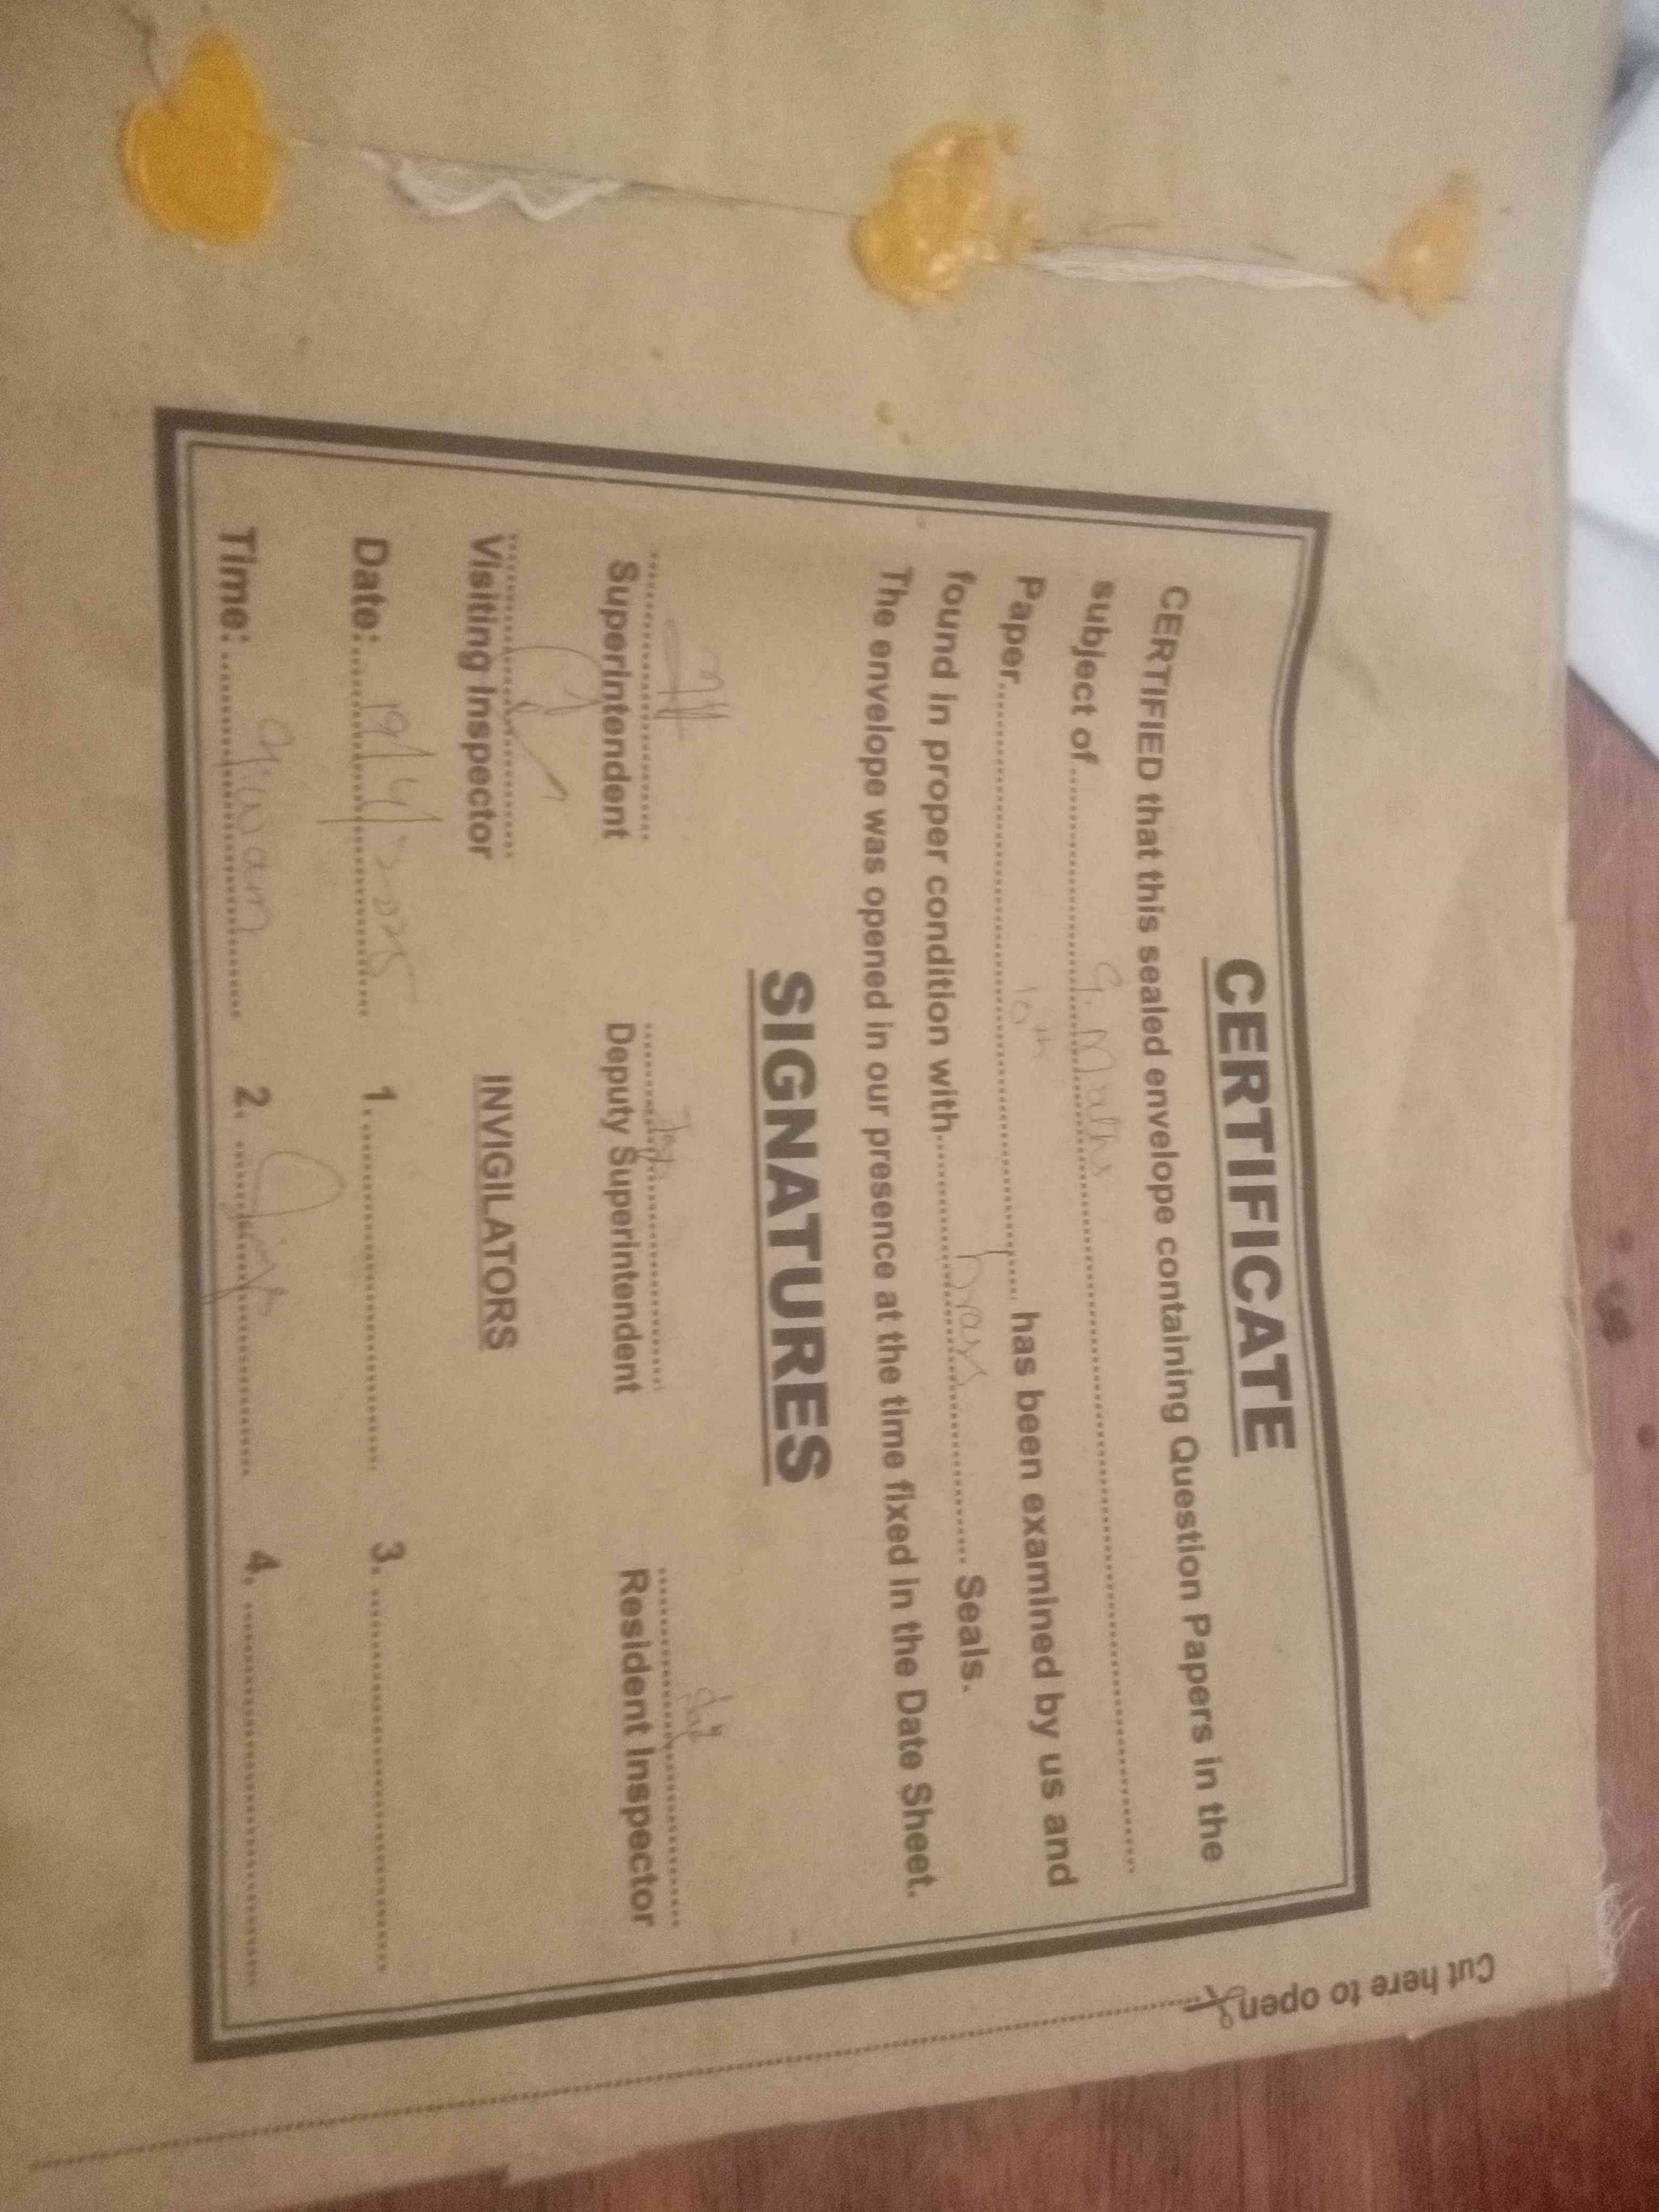 CERTIFICATE
CERTIFIED that this sealed envelope containing Question Papers in the
subject of............ G. Maths ............
Paper............ 10th ............ has been examined by us and
found in proper condition with............ brass ............ Seals.
The envelope was opened in our presence at the time fixed in the Date Sheet.
SIGNATURES
Superintendent Deputy Superintendent Resident Inspector
Visiting Inspector INVIGILATORS
Date: 19/4/2025 1. 3.
Time: 9:00 am 2. 4.
Cut here to open